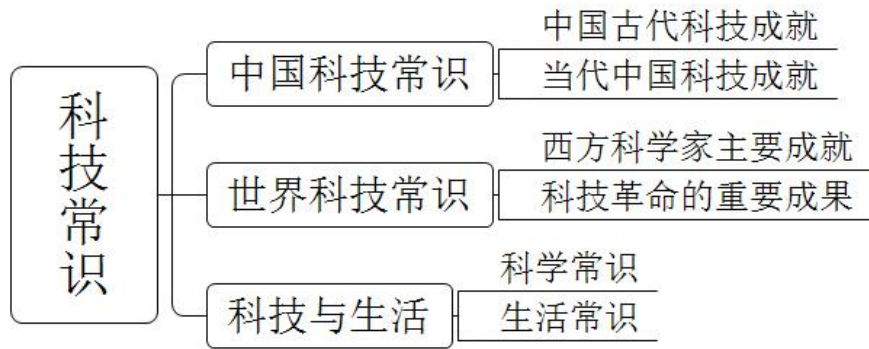 科技常识
中国科技常识
中国古代科技成就
当代中国科技成就
世界科技常识
西方科学家主要成就
科技革命的重要成果
科技与生活
科学常识
生活常识